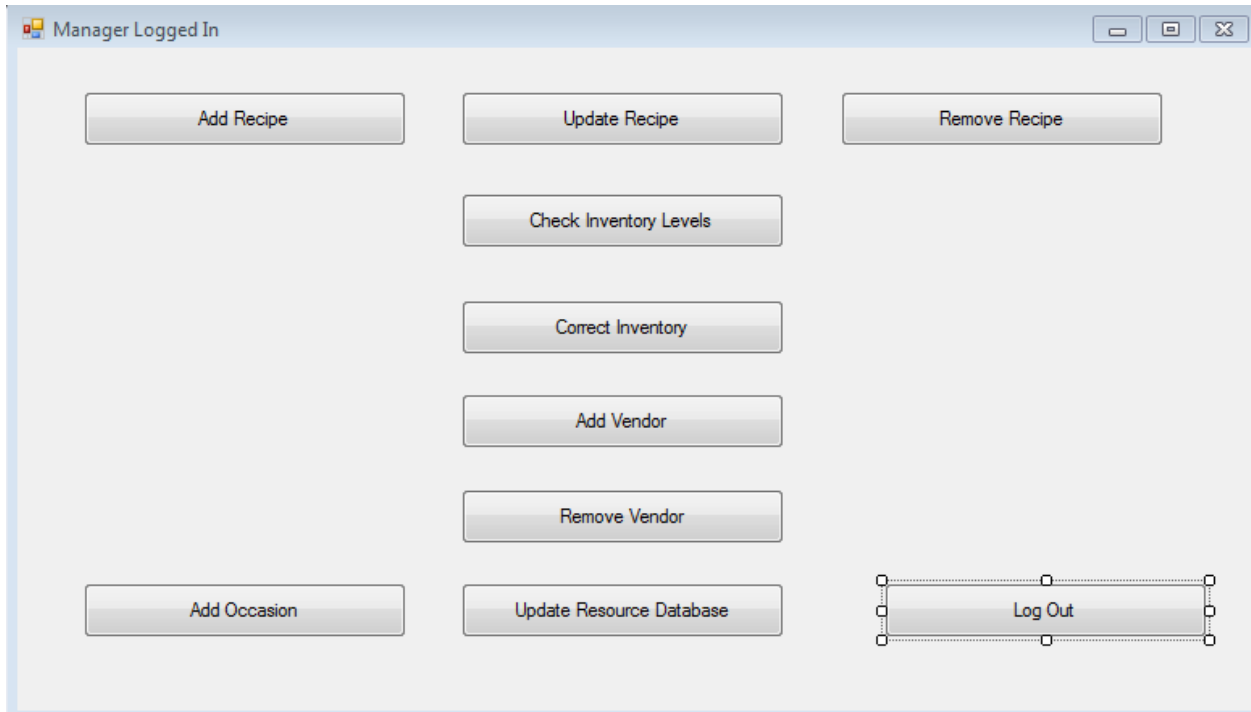 Manager Logged In
Add Recipe
Update Recipe
Remove Recipe
Check Inventory Levels
Correct Inventory
Add Vendor
Remove Vendor
Add Occasion
Update Resource Database
Log Out